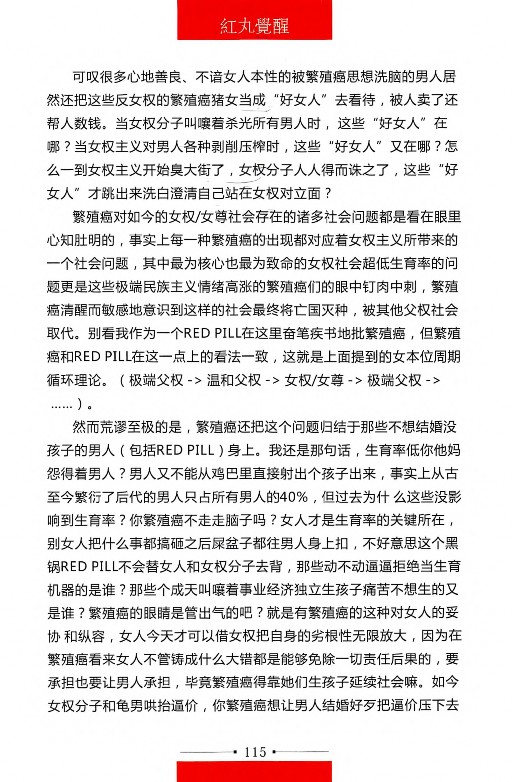 紅丸覺醒
可叹很多心地善良、不谙女人本性的被繁殖癌思想洗脑的男人居
然还把这些反女权的繁殖癌猪女当成“好女人”去看待，被人卖了还
帮人数钱。当女权分子叫嚷着杀光所有男人时，这些“好女人”在
哪？当女权主义对男人各种剥削压榨时，这些“好女人”又在哪？怎
么一到女权主义开始臭大街了，女权分子人人得而诛之了，这些“好
女人”才跳出来洗白澄清自己站在女权对立面？
繁殖癌对如今的女权/女尊社会存在的诸多社会问题都是看在眼里
心知肚明的，事实上每一种繁殖癌的出现都对应着女权主义所带来的
一个社会问题，其中最为核心也最为致命的女权社会超低生育率的问
题更是这些极端民族主义情绪高涨的繁殖癌们的眼中钉肉中刺，繁殖
癌清醒而敏感地意识到这样的社会最终将亡国灭种，被其他父权社会
取代。别看我作为一个RED PILL在这里奋笔疾书地批繁殖癌，但繁殖
癌和RED PILL在这一点上的看法一致，这就是上面提到的女本位周期
循环理论。（极端父权 -> 温和父权 -> 女权/女尊 -> 极端父权 ->
……）。
然而荒谬至极的是，繁殖癌还把这个问题归结于那些不想结婚没
孩子的男人（包括RED PILL）身上。我还是那句话，生育率低你他妈
怨得着男人？男人又不能从鸡巴里直接射出个孩子出来，事实上从古
至今繁衍了后代的男人只占所有男人的40%，但过去为什么这些没影
响到生育率？你繁殖癌不走走脑子吗？女人才是生育率的关键所在，
别女人把什么事都搞砸之后屎盆子都往男人身上扣，不好意思这个黑
锅RED PILL不会替女人和女权分子去背，那些动不动逼逼拒绝当生育
机器的是谁？那些个成天叫嚷着事业经济独立生孩子痛苦不想生的又
是谁？繁殖癌的眼睛是管出气的吧？就是有繁殖癌的这种对女人的妥
协和纵容，女人今天才可以借女权把自身的劣根性无限放大，因为在
繁殖癌看来女人不管铸成什么大错都是能够免除一切责任后果的，要
承担也要让男人承担，毕竟繁殖癌得靠她们生孩子延续社会嘛。如今
女权分子和龟男哄抬逼价，你繁殖癌想让男人结婚好歹把逼价压下去
115